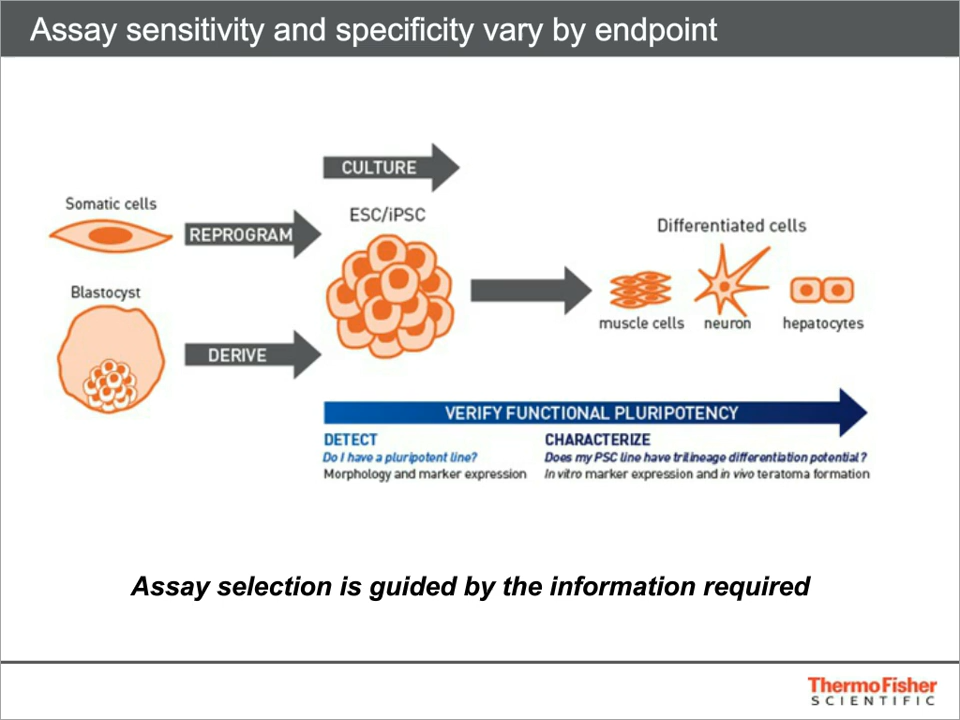 Assay sensitivity and specificity vary by endpoint
CULTURE
Somatic cells
REPROGRAM
ESC/iPSC
Differentiated cells
Blastocyst
muscle cells
neuron
hepatocytes
DERIVE
VERIFY FUNCTIONAL PLURIPOTENCY
DETECT
Do I have a pluripotent line?
Morphology and marker expression
CHARACTERIZE
Does my PSC line have trilineage differentiation potential?
In vitro marker expression and in vivo teratoma formation
Assay selection is guided by the information required
ThermoFisher
SCIENTIFIC